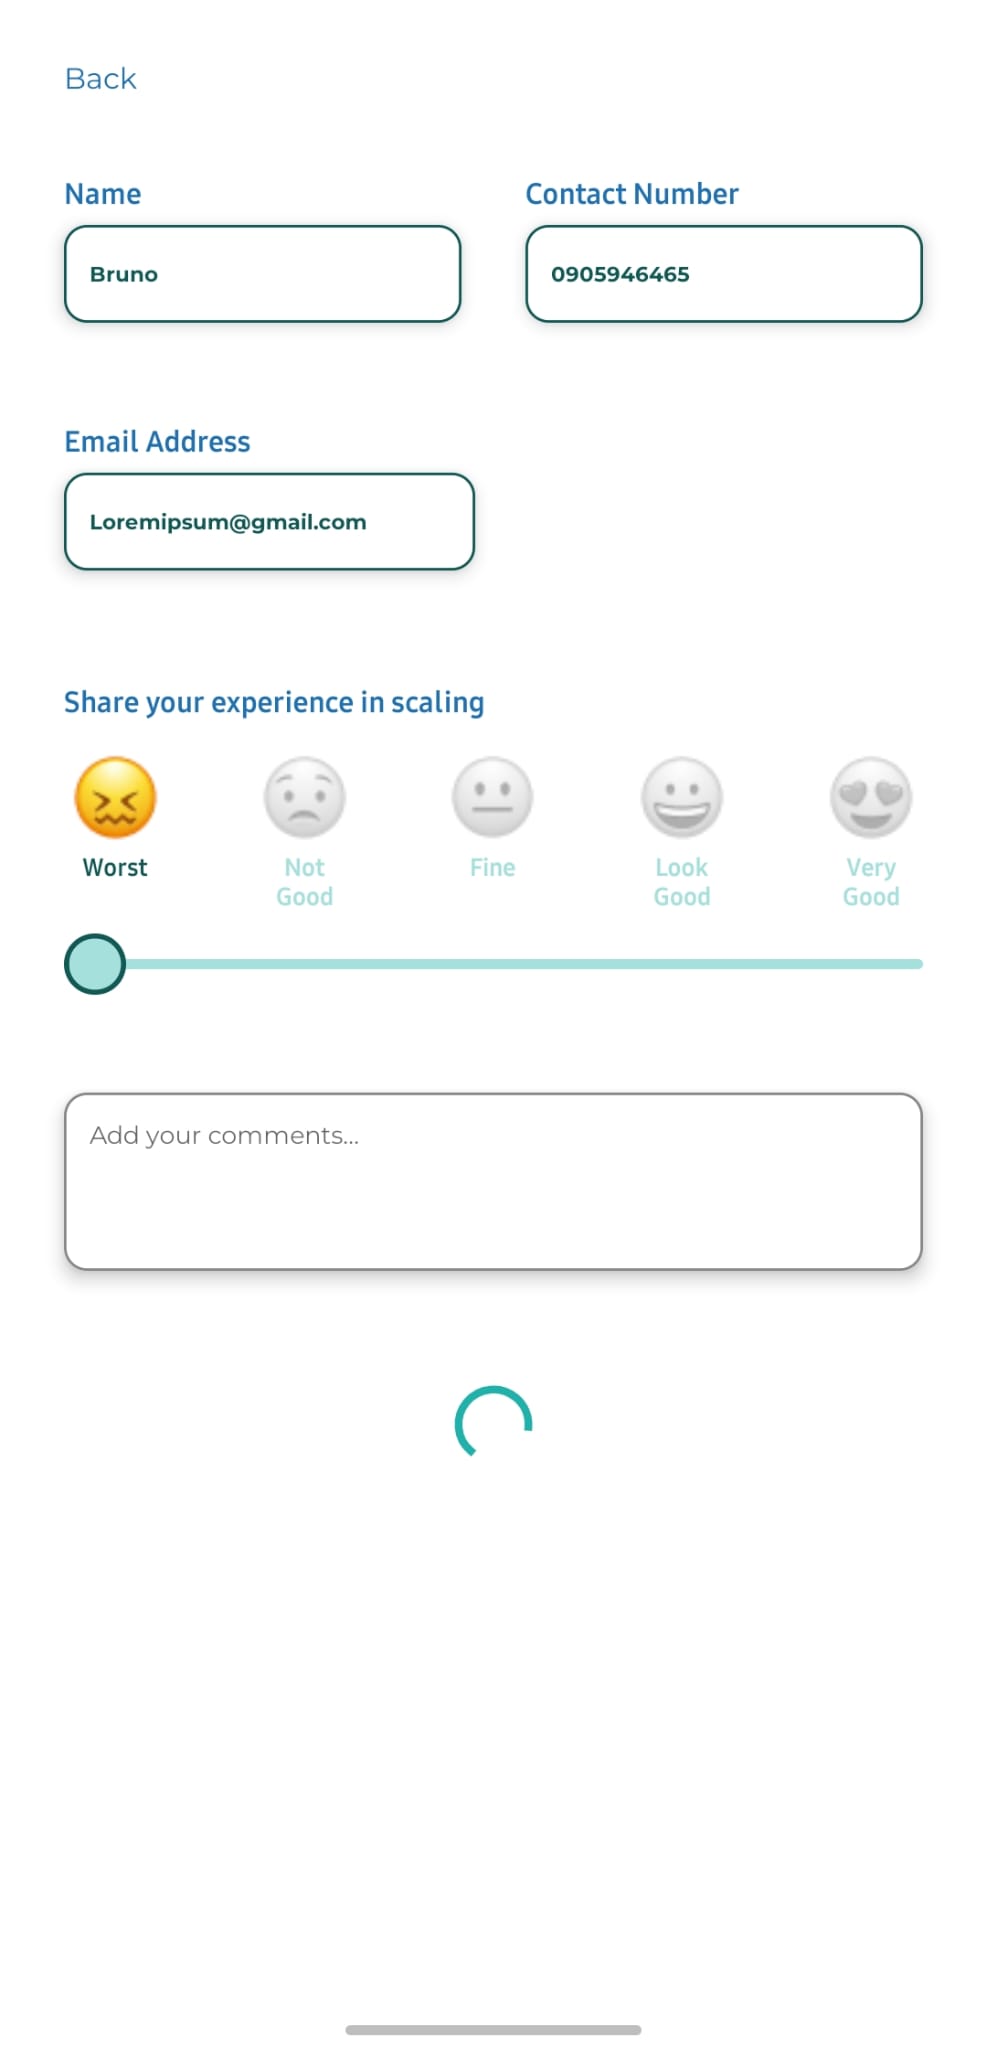 Back
Name
Contact Number
Bruno
0905946465
Email Address
Loremipsum@gmail.com
Share your experience in scaling
Worst
Not
Good
Fine
Look
Good
Very
Good
Add your comments...